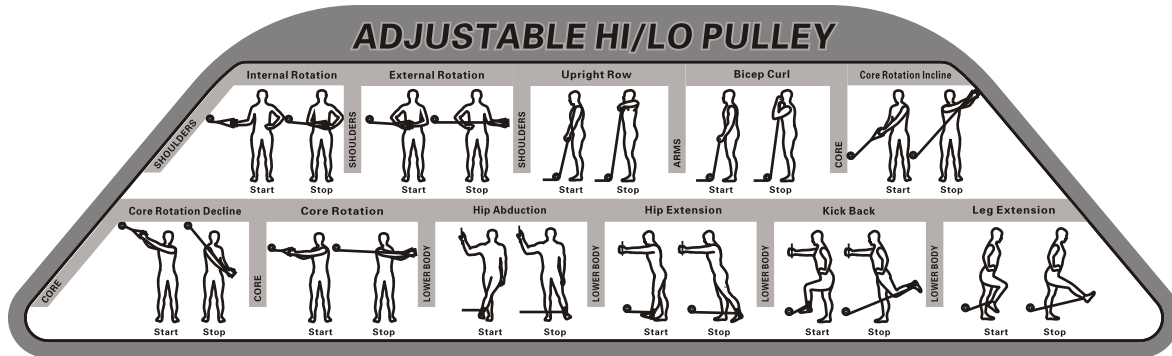 ADJUSTABLE HI/LO PULLEY
SHOULDERS
Internal Rotation
Start Stop
SHOULDERS
External Rotation
Start Stop
SHOULDERS
Upright Row
Start Stop
ARMS
Bicep Curl
Start Stop
CORE
Core Rotation Incline
Start Stop
CORE
Core Rotation Decline
Start Stop
CORE
Core Rotation
Start Stop
LOWER BODY
Hip Abduction
Start Stop
LOWER BODY
Hip Extension
Start Stop
LOWER BODY
Kick Back
Start Stop
LOWER BODY
Leg Extension
Start Stop